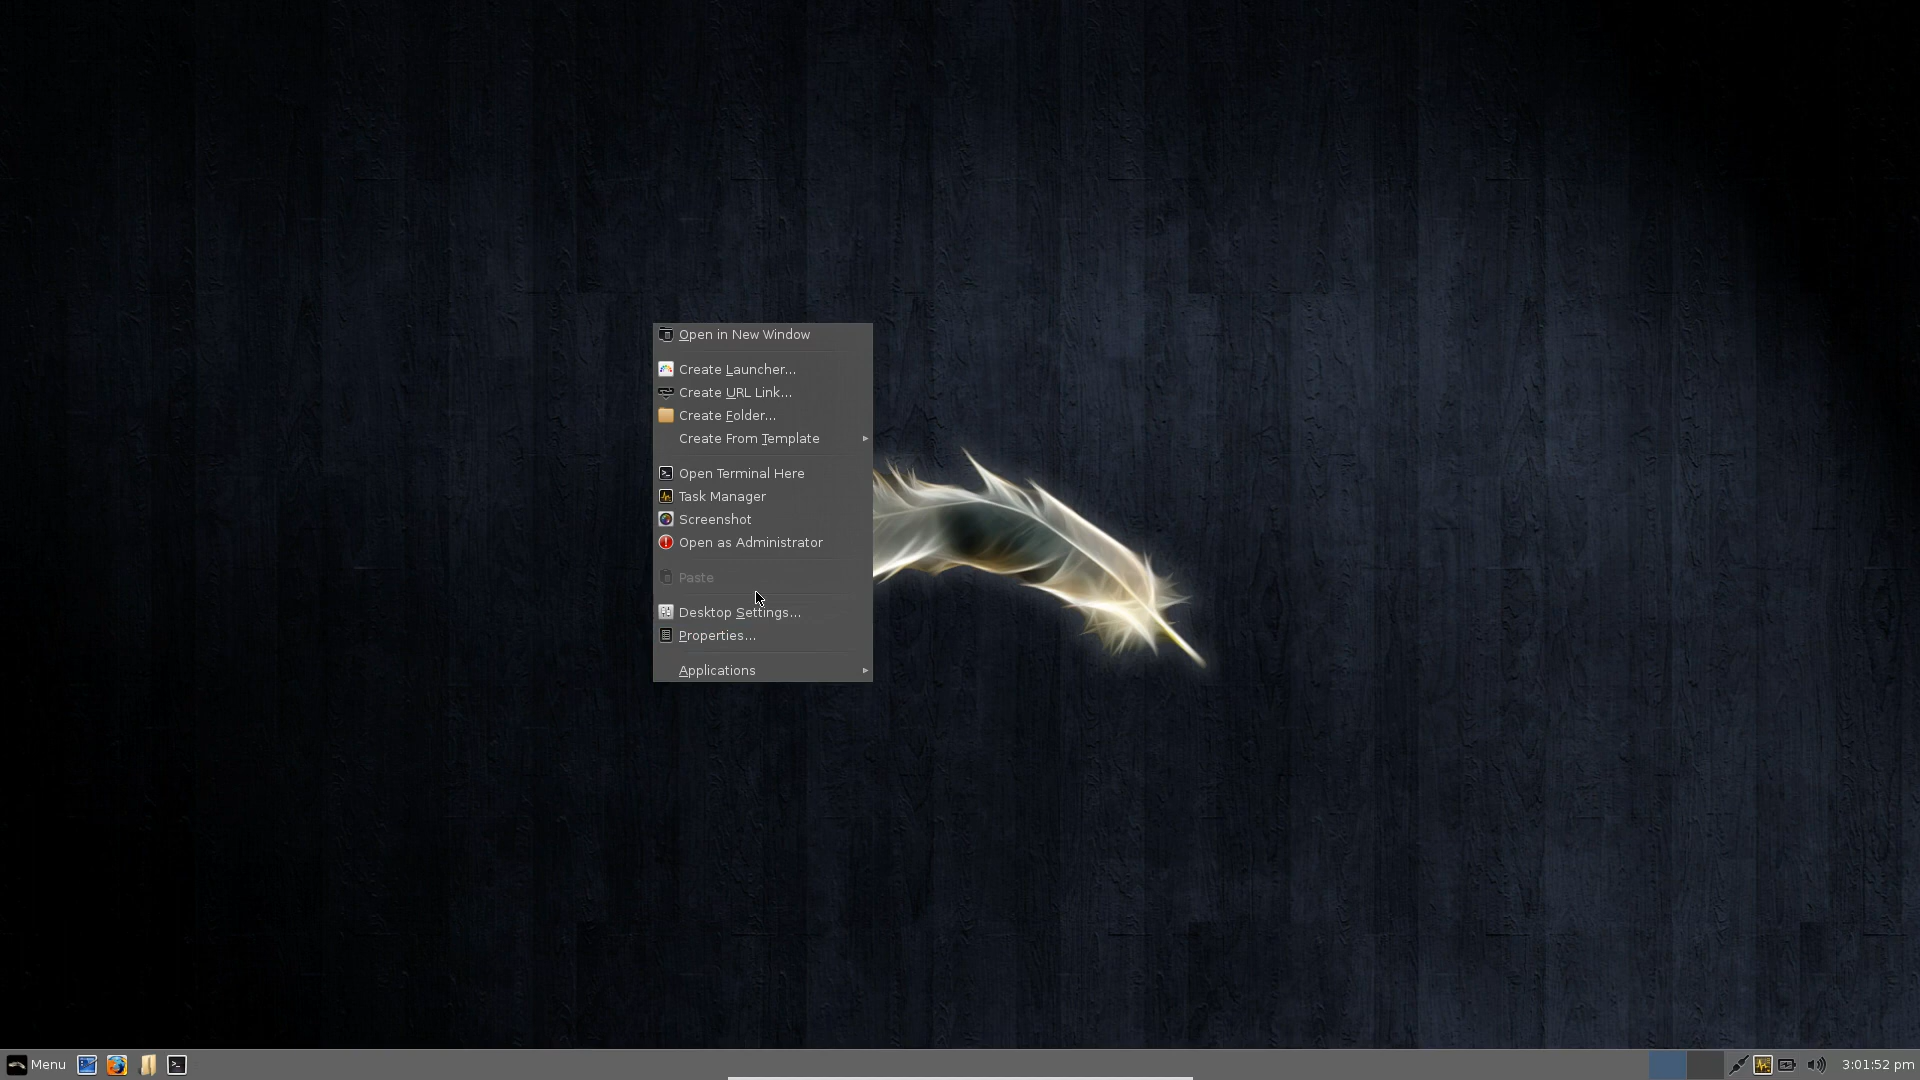 Open in New Window
Create Launcher...
Create URL Link...
Create Folder...
Create From Template
Open Terminal Here
Task Manager
Screenshot
Open as Administrator
Paste
Desktop Settings...
Properties...
Applications
Menu
3:01:52 pm